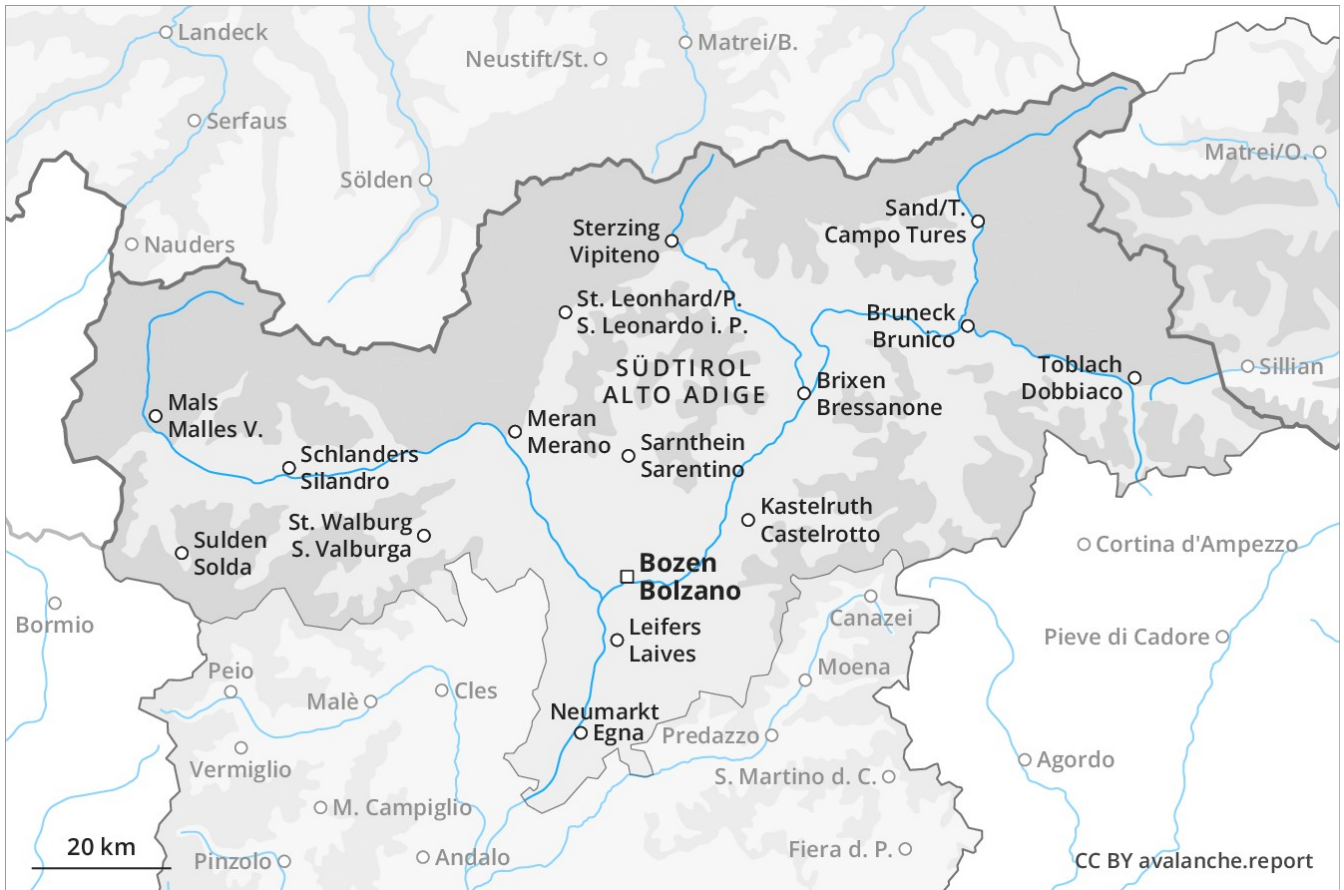 Landeck
Neustift/St.
Matrei/B.
Serfaus
Matrei/O.
Sölden
Sand/T.
Campo Tures
Nauders
Sterzing
Vipiteno
St. Leonhard/P.
S. Leonardo i. P.
Bruneck
Brunico
SÜDTIROL
ALTO ADIGE
Toblach
Dobbiaco
Sillian
Brixen
Bressanone
Mals
Malles V.
Meran
Merano
Sarnthein
Sarentino
Schlanders
Silandro
Kastelruth
Castelrotto
St. Walburg
S. Valburga
Sulden
Solda
Cortina d'Ampezzo
Bozen
Bolzano
Bormio
Canazei
Leifers
Laives
Pieve di Cadore
Peio
Moena
Malè
Cles
Neumarkt
Egna
Predazzo
Vermiglio
Agordo
S. Martino d. C.
M. Campiglio
20 km
Pinzolo
Andalo
Fiera d. P.
CC BY avalanche.report